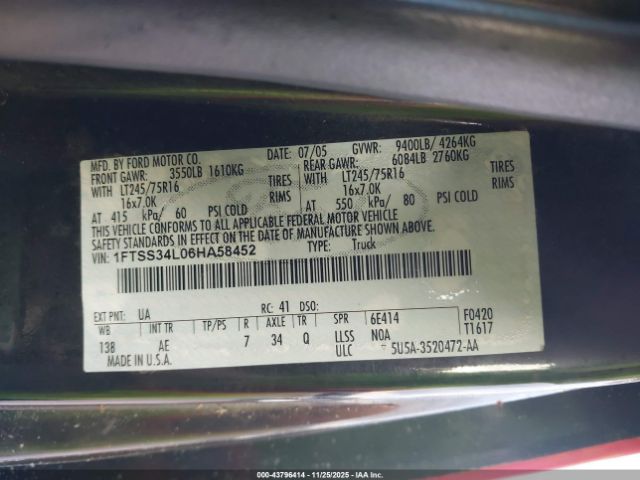 MFD. BY FORD MOTOR CO.
DATE: 07/05 GVWR: 9400LB/ 4264KG
FRONT GAWR: 3550LB 1610KG REAR GAWR: 6084LB 2760KG
WITH LT245/75R16 TIRES WITH LT245/75R16 TIRES
16x7.0K RIMS 16x7.0K RIMS
AT 415 kPa/ 60 PSI COLD AT 550 kPa/ 80 PSI COLD
THIS VEHICLE CONFORMS TO ALL APPLICABLE FEDERAL MOTOR VEHICLE
SAFETY STANDARDS IN EFFECT ON THE DATE OF MANUFACTURE SHOWN ABOVE.
VIN: 1FTSS34L06HA58452 TYPE: Truck
EXT PNT: UA RC: 41 DSO: F0420
WB INT TR TP/PS R AXLE TR SPR 6E414 T1617
138 AE 7 34 Q LLSS N0A
MADE IN U.S.A. ULC 5U5A-3520472-AA
000-43796414 - 11/25/2025 - IAAI.CA